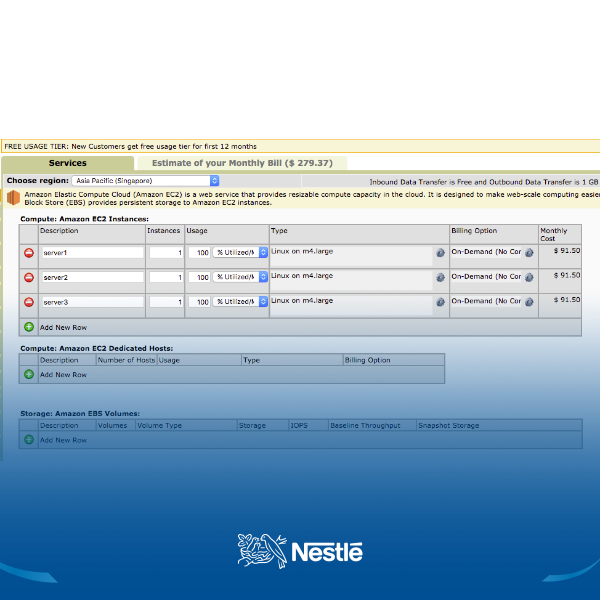 FREE USAGE TIER: New Customers get free usage tier for first 12 months
Services
Estimate of your Monthly Bill ($ 279.37)
Choose region: Asia Pacific (Singapore)
Inbound Data Transfer is Free and Outbound Data Transfer is 1 GB
Amazon Elastic Compute Cloud (Amazon EC2) is a web service that provides resizable compute capacity in the cloud. It is designed to make web-scale computing easier
Block Store (EBS) provides persistent storage to Amazon EC2 instances.
Compute: Amazon EC2 Instances:
Description Instances Usage Type Billing Option Monthly Cost
server1 1 100 % Utilized/M Linux on m4.large On-Demand (No Cor $ 91.50
server2 1 100 % Utilized/M Linux on m4.large On-Demand (No Cor $ 91.50
server3 1 100 % Utilized/M Linux on m4.large On-Demand (No Cor $ 91.50
Add New Row
Compute: Amazon EC2 Dedicated Hosts:
Description Number of Hosts Usage Type Billing Option
Add New Row
Storage: Amazon EBS Volumes:
Description Volumes Volume Type Storage IOPS Baseline Throughput Snapshot Storage
Add New Row
Nestlé